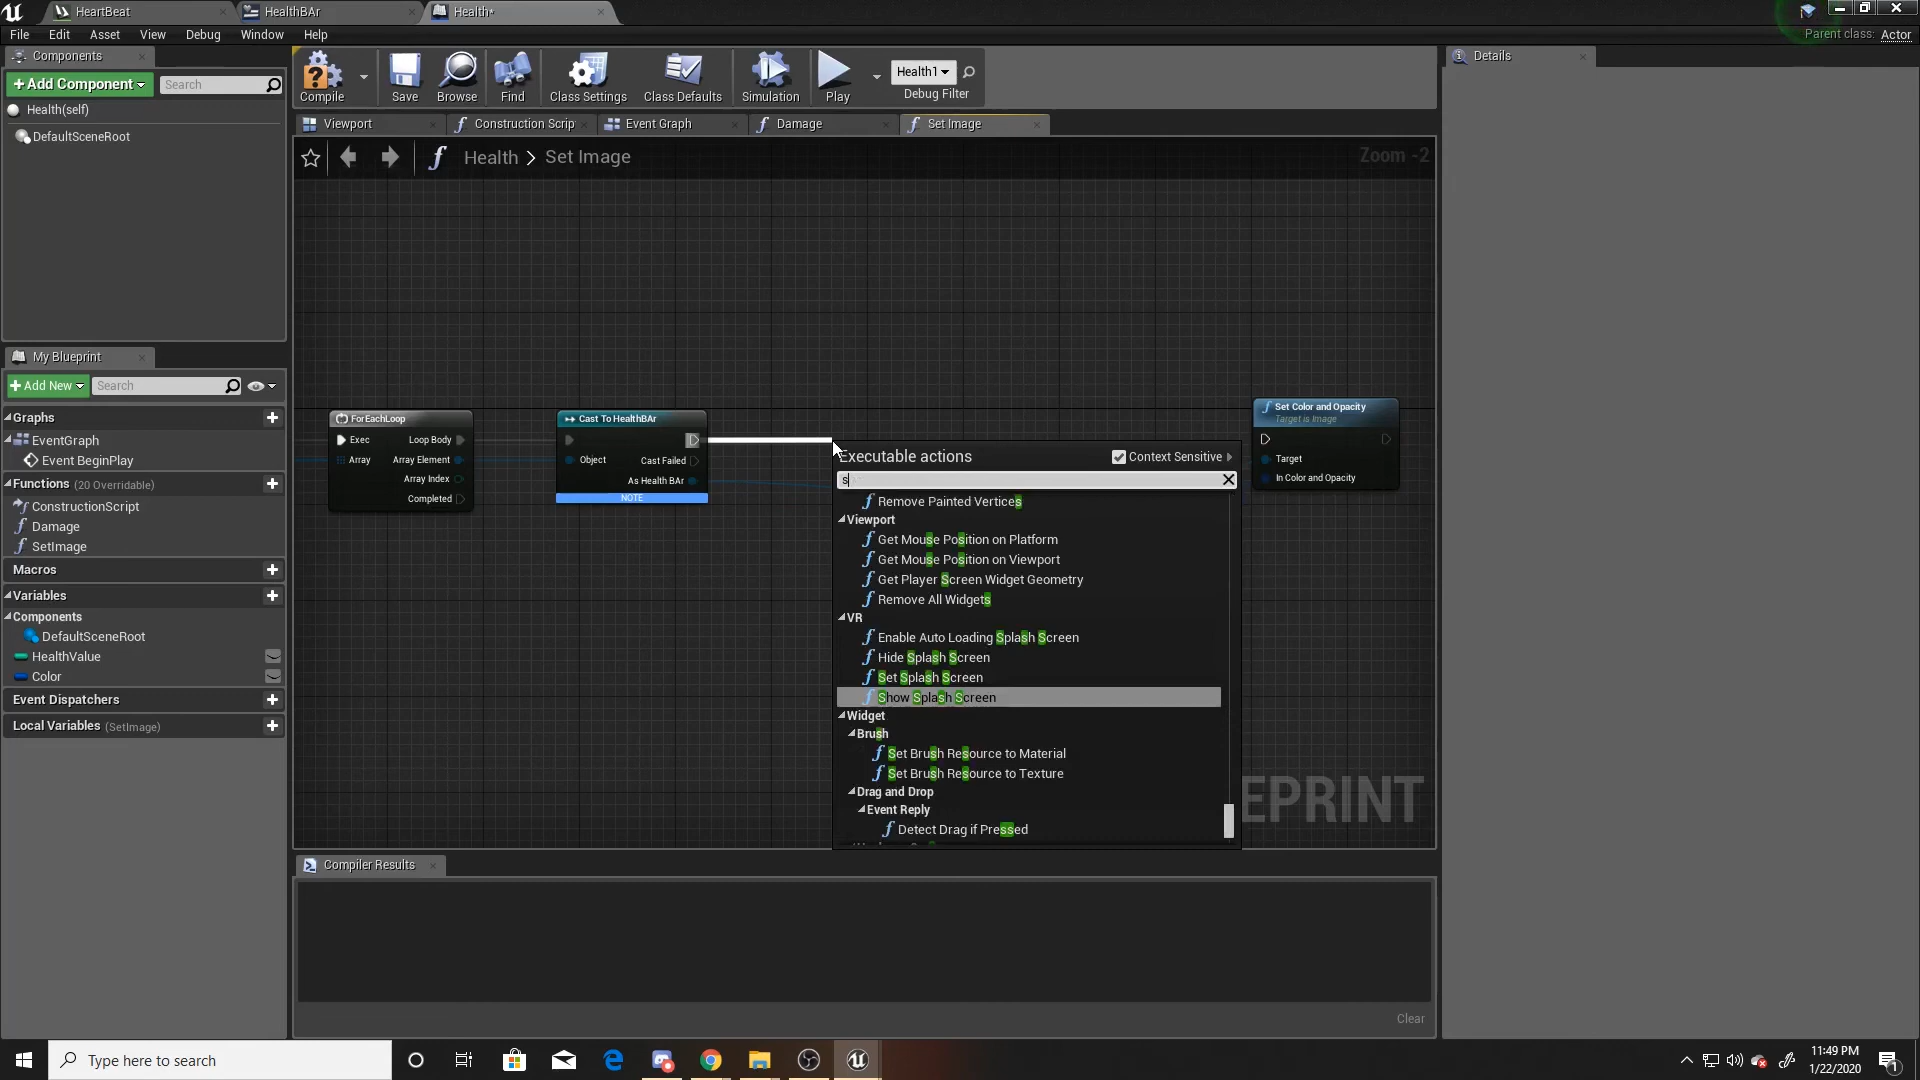 HeartBeat
HealthBAr
Health*
File Edit Asset View Debug Window Help
Parent class: Actor
Components
+ Add Component
Search
Health(self)
DefaultSceneRoot
Compile
Save
Browse
Find
Class Settings
Class Defaults
Simulation
Play
Health1
Debug Filter
Details
Viewport
Construction Scrip
Event Graph
Damage
Set Image
Health > Set Image
Zoom -2
My Blueprint
+ Add New
Search
Graphs
EventGraph
Event BeginPlay
Functions (20 Overridable)
ConstructionScript
Damage
SetImage
Macros
Variables
Components
DefaultSceneRoot
HealthValue
Color
Event Dispatchers
Local Variables (SetImage)
ForEachLoop
Exec Loop Body
Array Array Element
Array Index
Completed
Cast To HealthBAr
Object Cast Failed
As Health BAr
NOTE
Executable actions
Context Sensitive
s
Remove Painted Vertices
Viewport
Get Mouse Position on Platform
Get Mouse Position on Viewport
Get Player Screen Widget Geometry
Remove All Widgets
VR
Enable Auto Loading Splash Screen
Hide Splash Screen
Set Splash Screen
Show Splash Screen
Widget
Brush
Set Brush Resource to Material
Set Brush Resource to Texture
Drag and Drop
Event Reply
Detect Drag if Pressed
Set Color and Opacity
Target is Image
Target
In Color and Opacity
EPRINT
Compiler Results
Clear
Type here to search
11:49 PM
1/22/2020
1